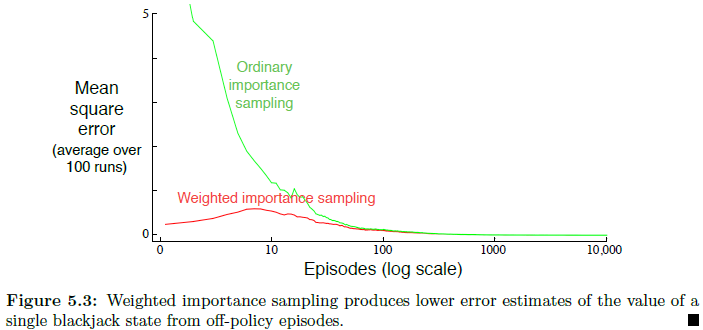 5
Ordinary
importance
sampling
Mean
square
error
(average over
100 runs)
Weighted importance sampling
0
0 10 100 1000 10,000
Episodes (log scale)
Figure 5.3: Weighted importance sampling produces lower error estimates of the value of a
single blackjack state from off-policy episodes.